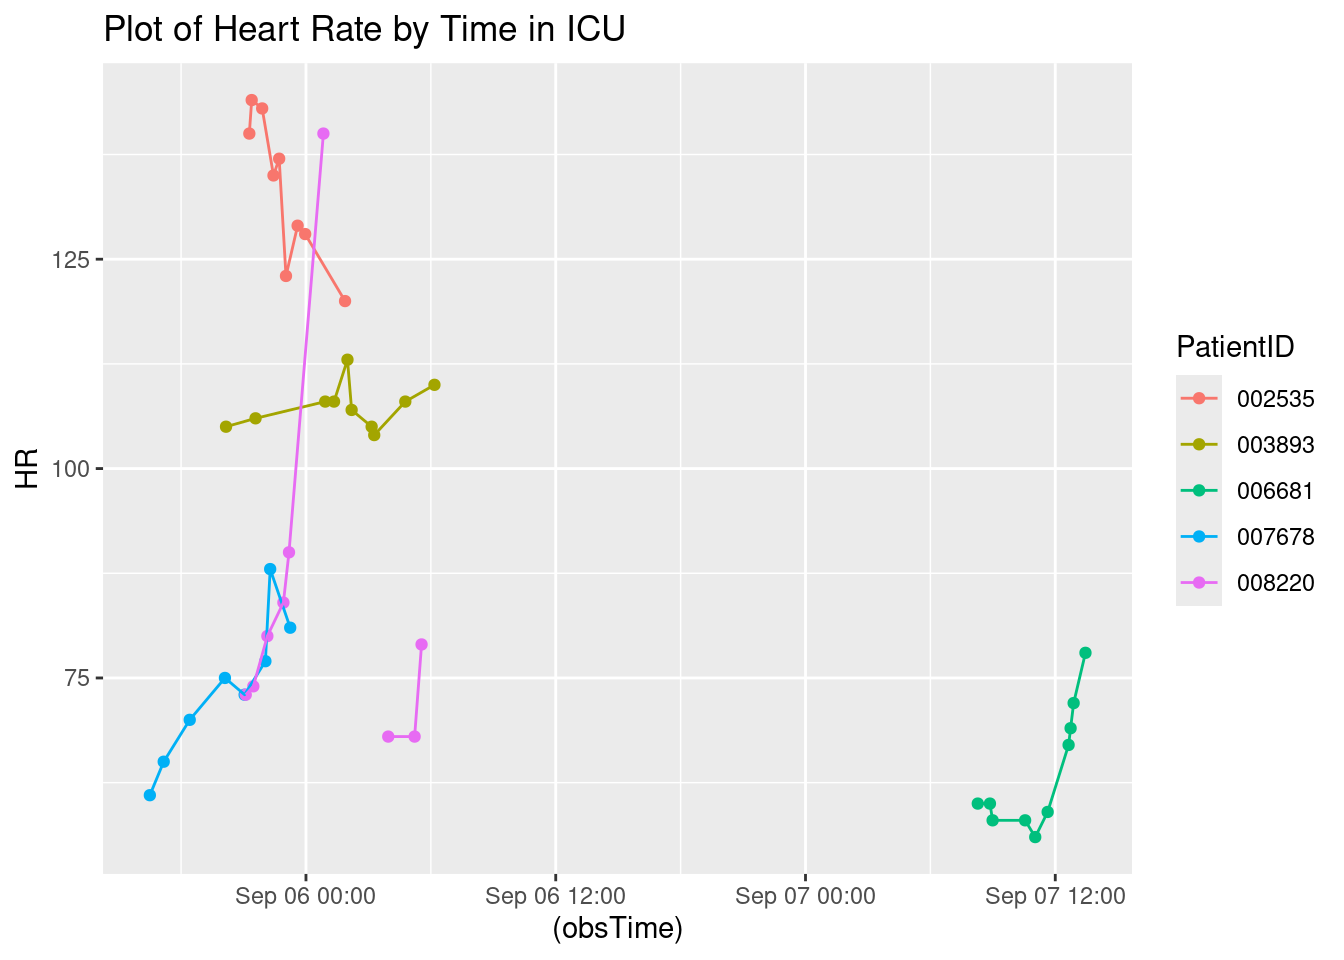 Plot of Heart Rate by Time in ICU
HR
125
100
75
Sep 06 00:00
Sep 06 12:00
Sep 07 00:00
Sep 07 12:00
(obsTime)
PatientID
002535
003893
006681
007678
008220